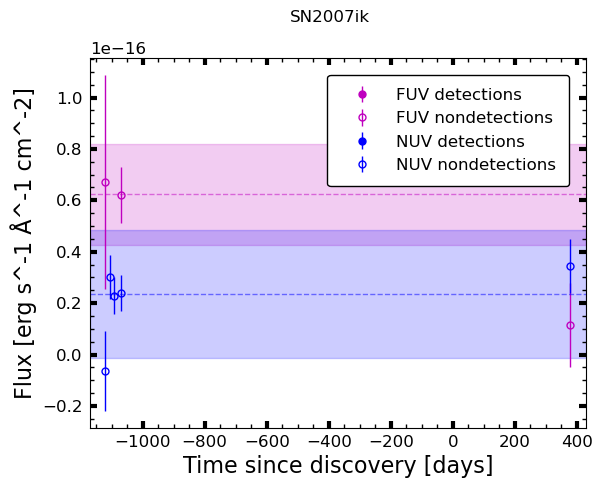 SN2007ik
1e−16
FUV detections
FUV nondetections
NUV detections
NUV nondetections
Flux [erg s^-1 Å^-1 cm^-2]
1.0
0.8
0.6
0.4
0.2
0.0
−0.2
−1000 −800 −600 −400 −200 0 200 400
Time since discovery [days]